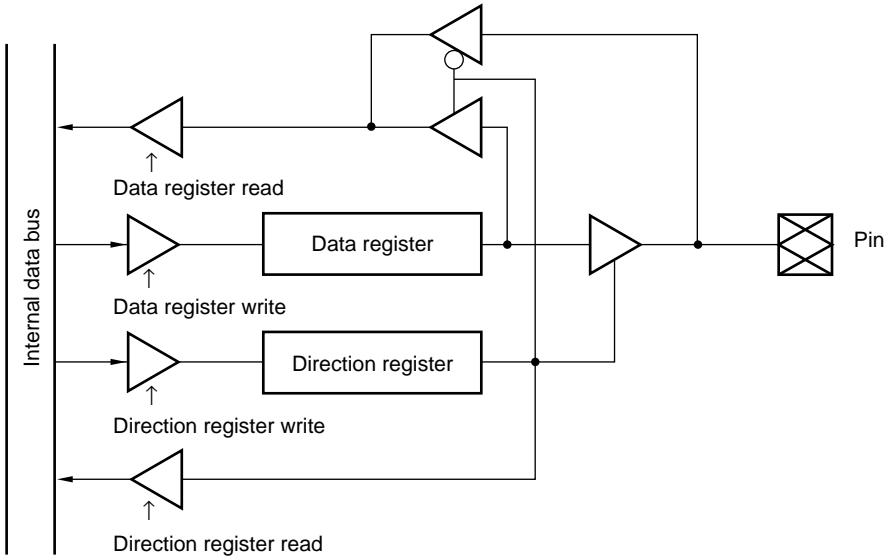 Internal data bus
Data register read
Data register
Pin
Data register write
Direction register
Direction register write
Direction register read